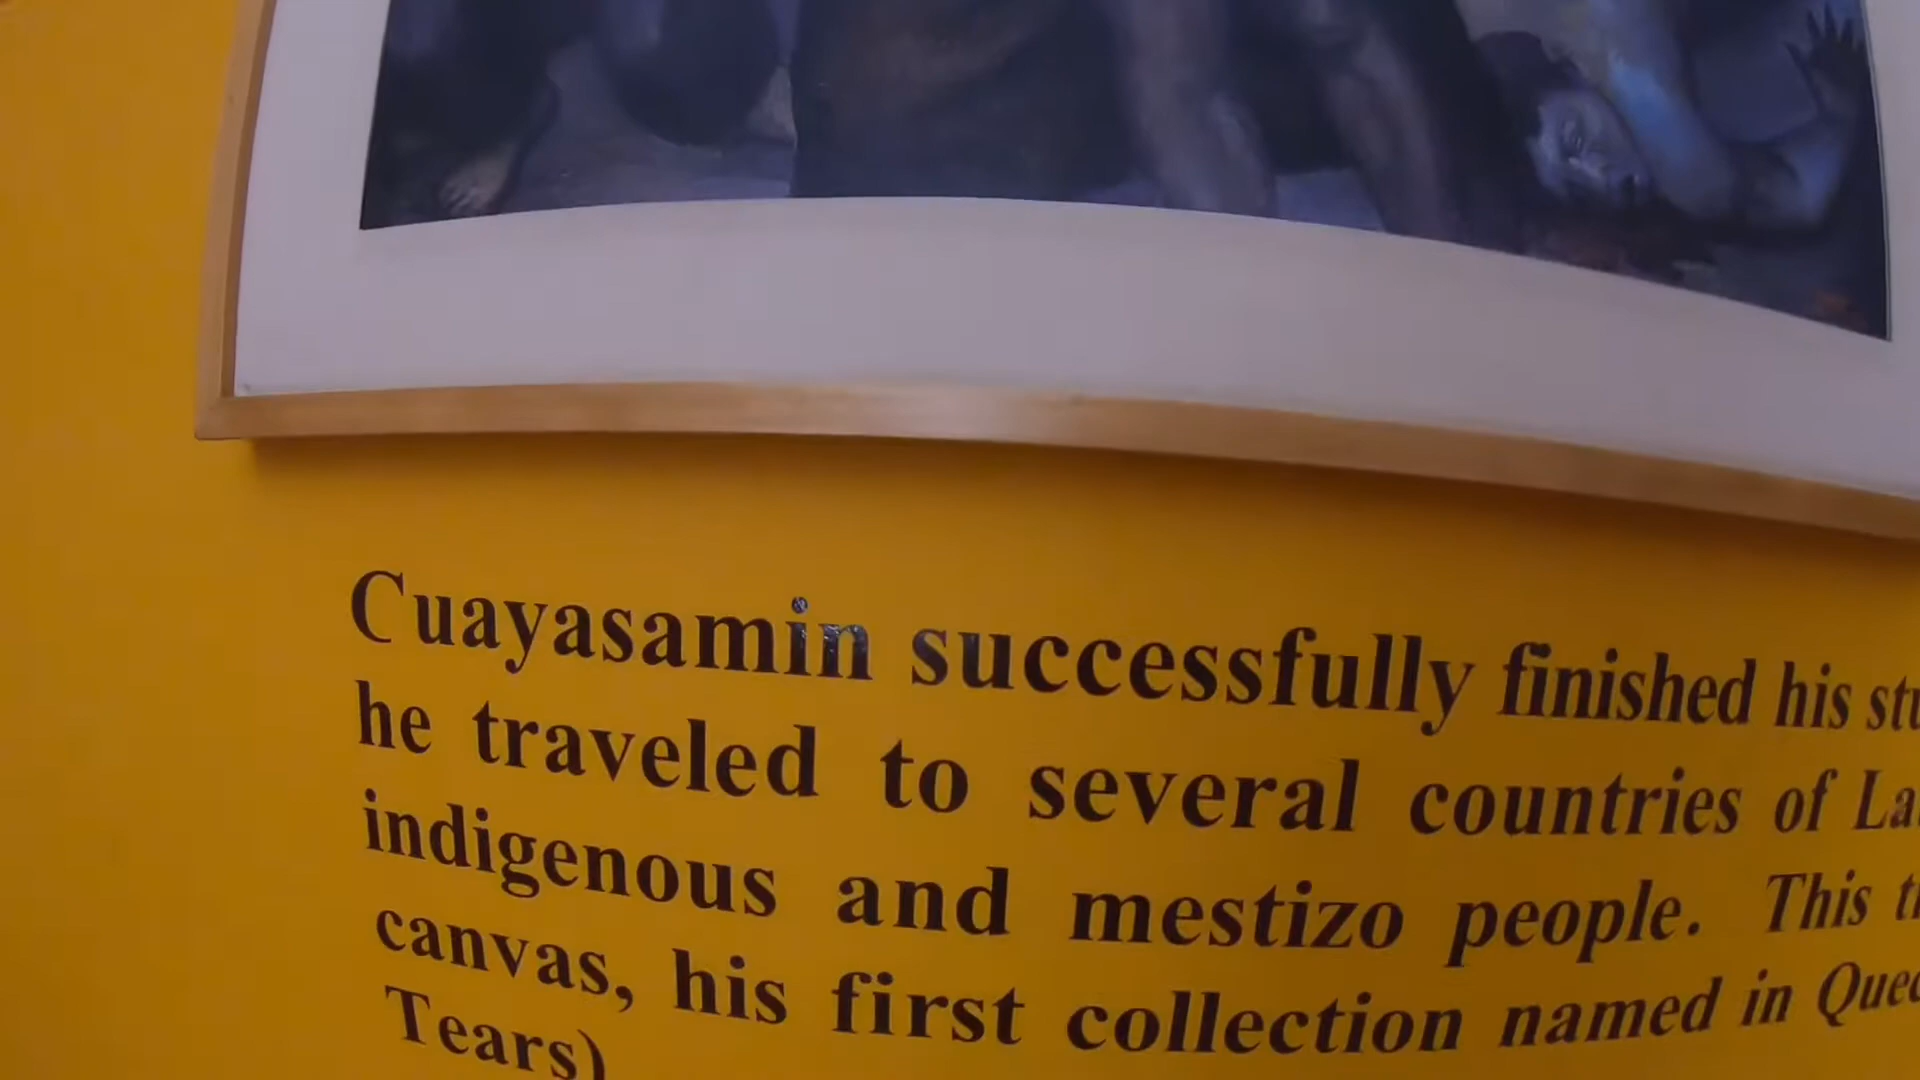 Cuayasamin successfully finished his
he traveled to several countries of
indigenous and mestizo people. This
canvas, his first collection named in
Tears)